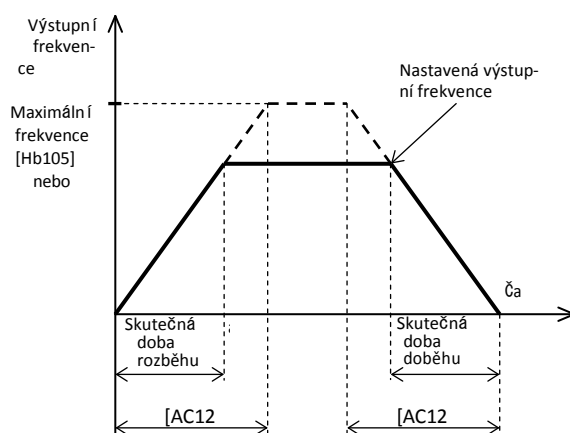 Výstupní
frekven-
ce
Maximální
frekvence
[Hb105]
nebo
Nastavená výstup-
ní frekvence
Ča
Skutečná
doba
rozběhu
Skutečná
doba
doběhu
[AC12
[AC12